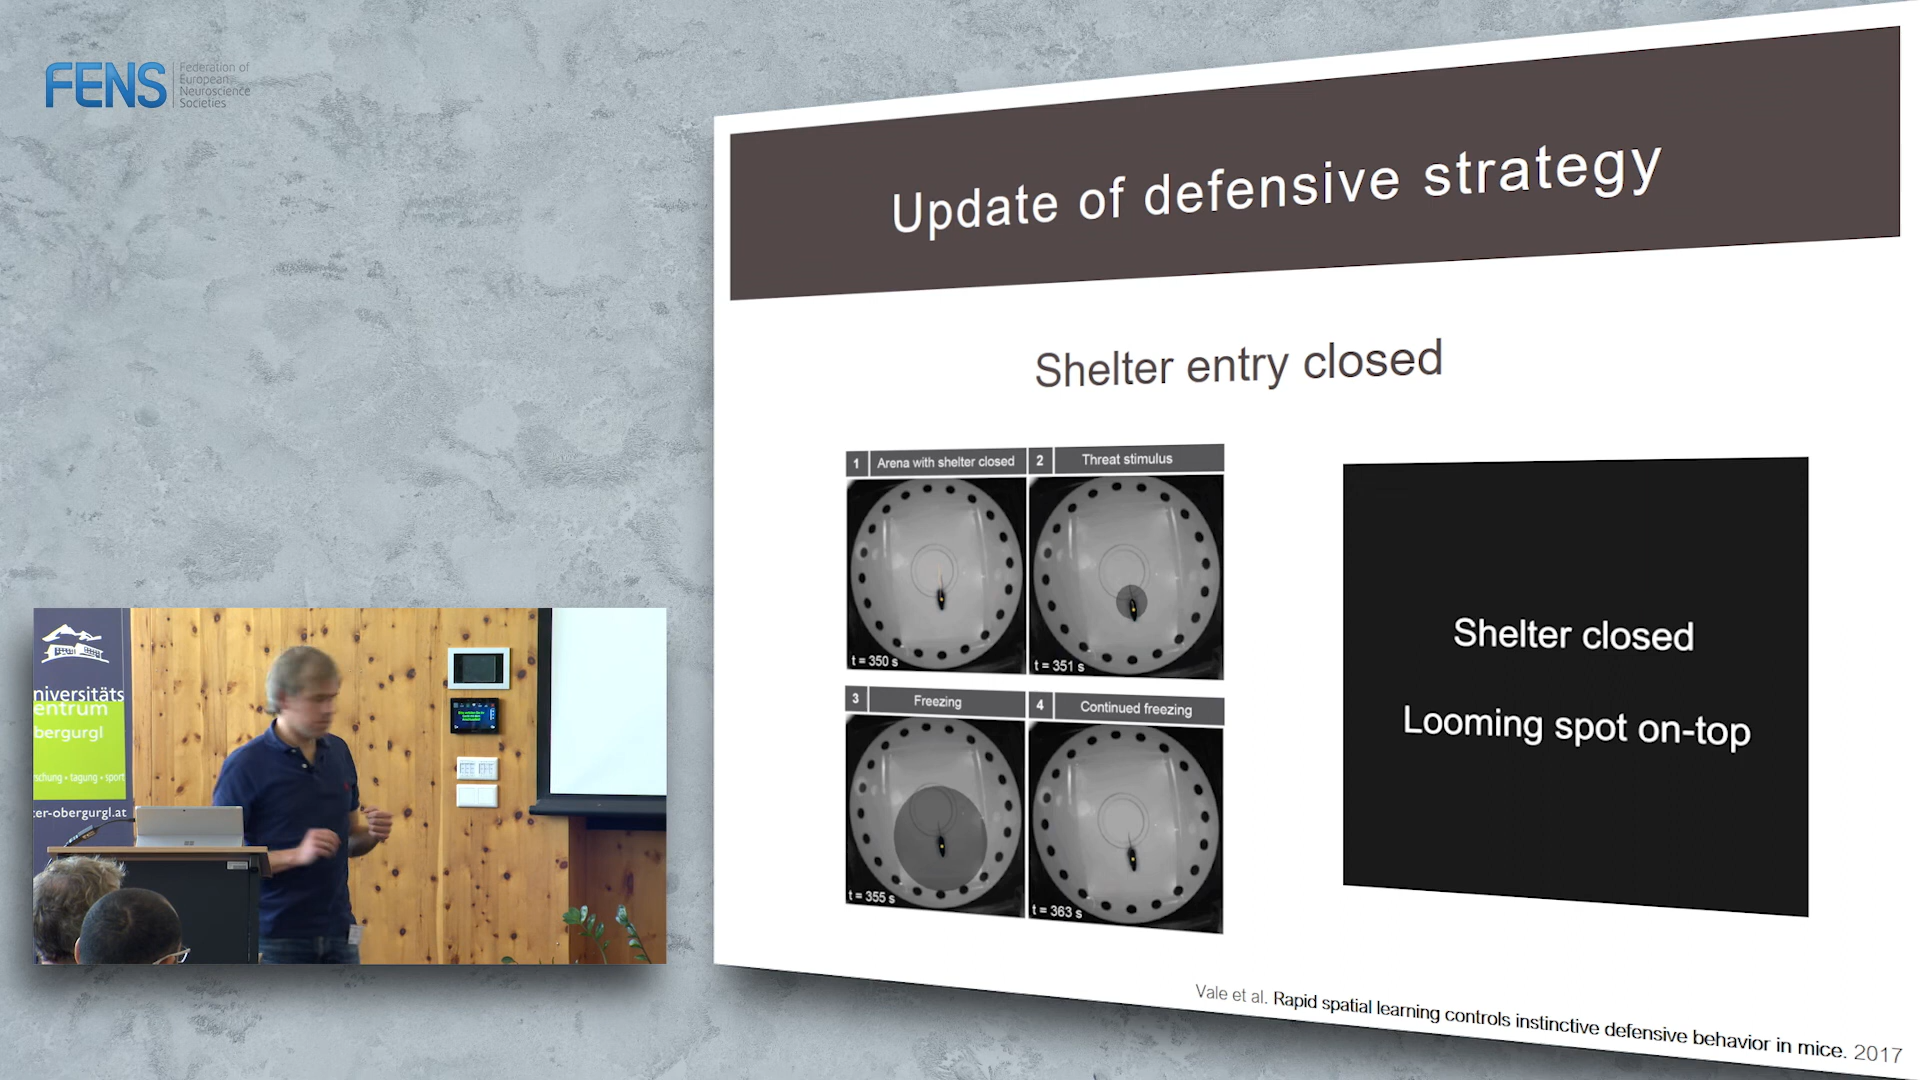 FENS
Federation of
European
Neuroscience
Societies
Update of defensive strategy
Shelter entry closed
1 Arena with shelter closed
2 Threat stimulus
t = 350 s
t = 351 s
3 Freezing
4 Continued freezing
t = 355 s
t = 363 s
Shelter closed
Looming spot on-top
Vale et al. Rapid spatial learning controls instinctive defensive behavior in mice. 2017
niversitäts
entrum
bergurgl
schung • tagung • sport
er-obergurgl.at